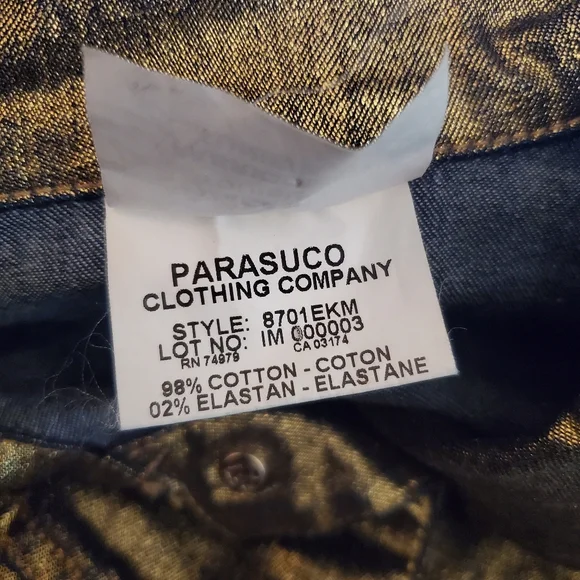 PARASUCO
CLOTHING COMPANY
STYLE: 8701EKM
LOT NO: IM 000003
RN 74979 CA 03174
98% COTTON - COTON
02% ELASTAN - ELASTANE